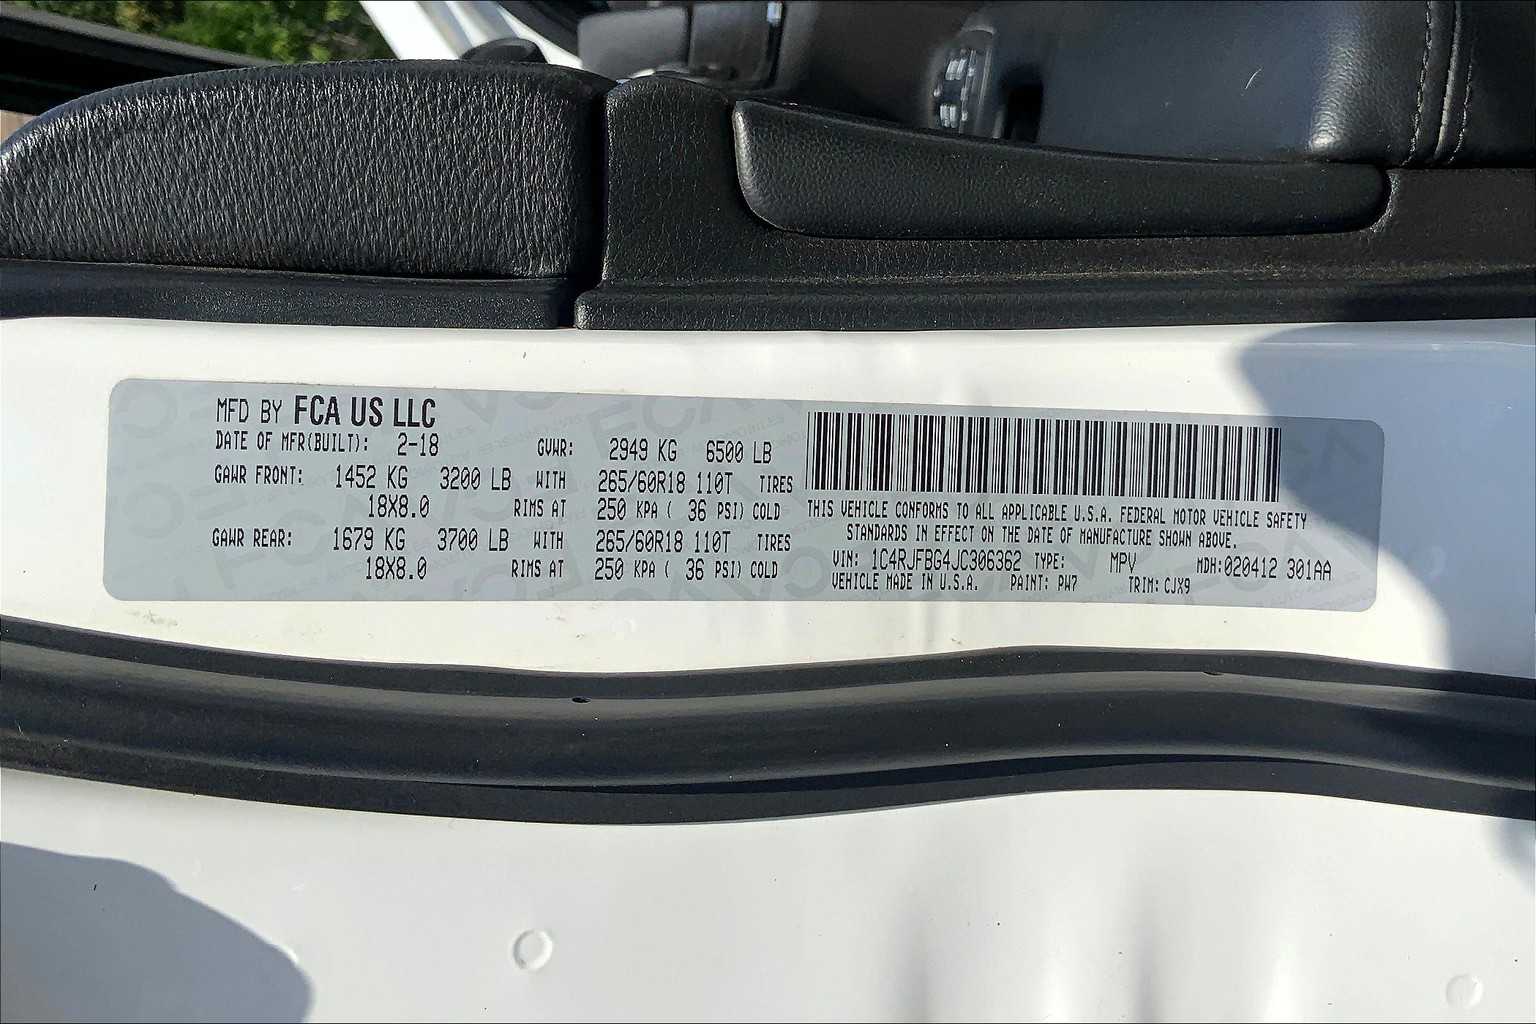 MFD BY FCA US LLC
DATE OF MFR(BUILT): 2-18 GVWR: 2949 KG 6500 LB
GAWR FRONT: 1452 KG 3200 LB WITH 265/60R18 110T TIRES
18X8.0 RIMS AT 250 KPA ( 36 PSI) COLD
GAWR REAR: 1679 KG 3700 LB WITH 265/60R18 110T TIRES
18X8.0 RIMS AT 250 KPA ( 36 PSI) COLD
THIS VEHICLE CONFORMS TO ALL APPLICABLE U.S.A. FEDERAL MOTOR VEHICLE SAFETY
STANDARDS IN EFFECT ON THE DATE OF MANUFACTURE SHOWN ABOVE.
VIN: 1C4RJFBG4JC306362 TYPE: MPV MDH:020412 301AA
VEHICLE MADE IN U.S.A. PAINT: PW7 TRIM: CJX9